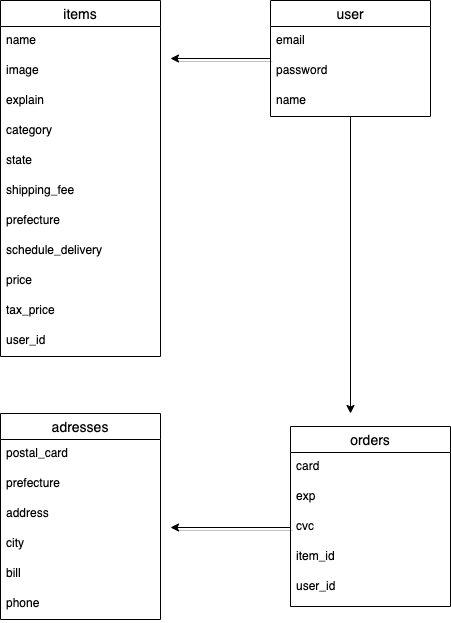 items
name
image
explain
category
state
shipping_fee
prefecture
schedule_delivery
price
tax_price
user_id
user
email
password
name
adresses
postal_card
prefecture
address
city
bill
phone
orders
card
exp
cvc
item_id
user_id